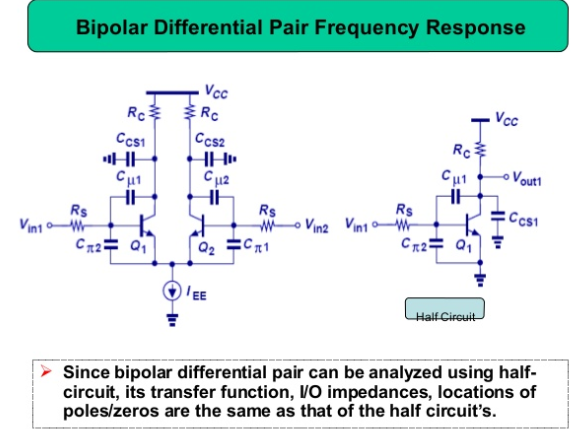 Bipolar Differential Pair Frequency Response
VCC
RC RC
CCS1 CCS2
Cμ1 Cμ2
RS RS
Vin1 Vin2
Cπ2 Q1 Q2 Cπ1
IEE
VCC
RC
Cμ1 Vout1
RS CCS1
Vin1
Cπ2 Q1
Half Circuit
Since bipolar differential pair can be analyzed using half-
circuit, its transfer function, I/O impedances, locations of
poles/zeros are the same as that of the half circuit's.